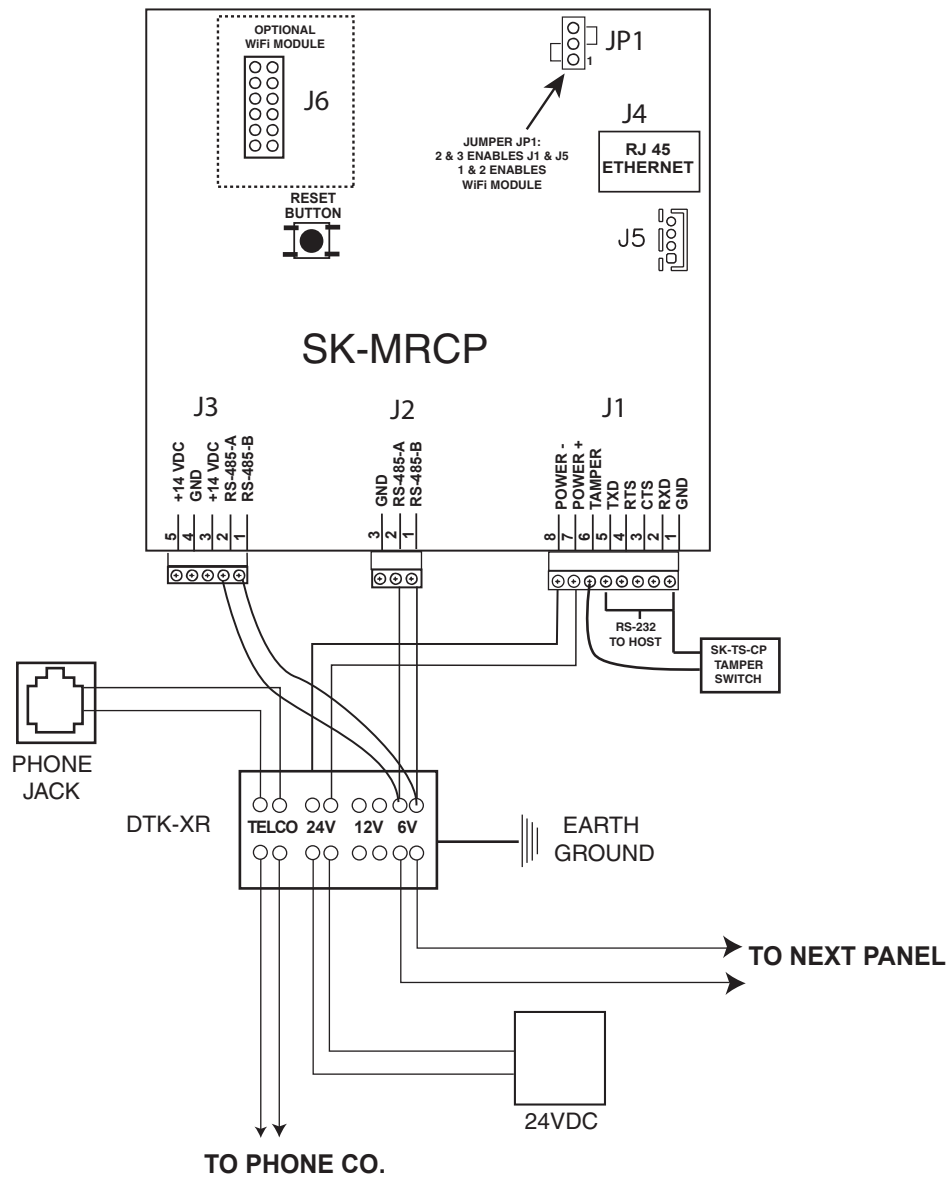 OPTIONAL
WiFi MODULE
J6
JP1
1
JUMPER JP1:
2 & 3 ENABLES J1 & J5
1 & 2 ENABLES
WiFi MODULE
J4
RJ 45
ETHERNET
RESET
BUTTON
J5
SK-MRCP
J3
J2
J1
+14 VDC
GND
+14 VDC
RS-485-A
RS-485-B
GND
RS-485-A
RS-485-B
POWER -
POWER +
TAMPER
TXD
RTS
CTS
RXD
GND
5
4
3
2
1
3
2
1
8
7
6
5
4
3
2
1
RS-232
TO HOST
SK-TS-CP
TAMPER
SWITCH
PHONE
JACK
DTK-XR
TELCO
24V
12V
6V
EARTH
GROUND
TO NEXT PANEL
24VDC
TO PHONE CO.